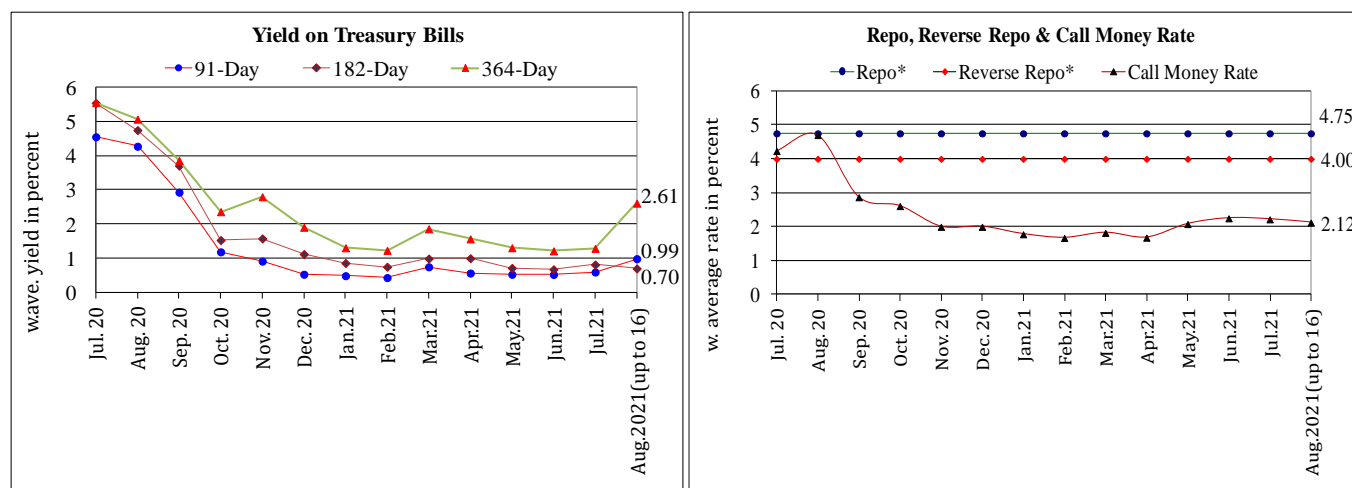 Yield on Treasury Bills
91-Day 182-Day 364-Day
w.ave. yield in percent
6
5
4
3
2
1
0
2.61
0.99
0.70
Jul. 20
Aug. 20
Sep. 20
Oct. 20
Nov. 20
Dec. 20
Jan.21
Feb.21
Mar.21
Apr.21
May.21
Jun.21
Jul.21
Aug.2021(up to 16)
Repo, Reverse Repo & Call Money Rate
Repo* Reverse Repo* Call Money Rate
w. average rate in percent
6
5
4
3
2
1
0
4.75
4.00
2.12
Jul. 20
Aug. 20
Sep. 20
Oct. 20
Nov. 20
Dec. 20
Jan.21
Feb.21
Mar.21
Apr.21
May.21
Jun.21
Jul.21
Aug.2021(up to 16)